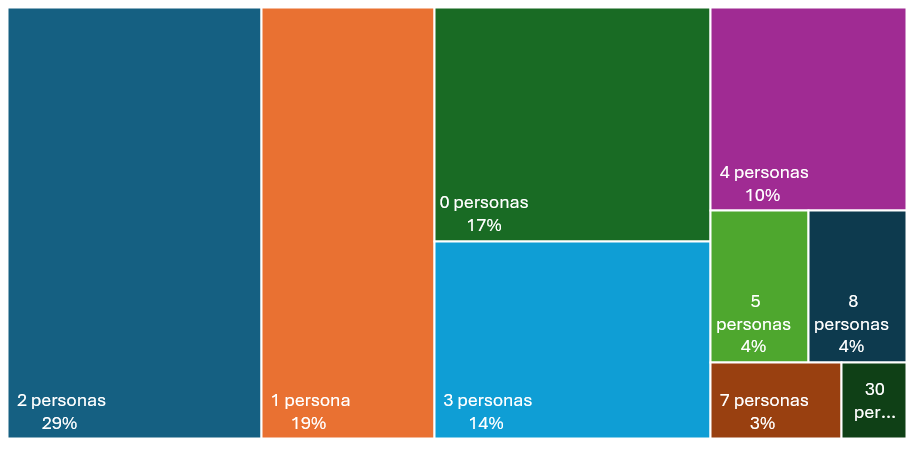 2 personas
29%
1 persona
19%
0 personas
17%
3 personas
14%
4 personas
10%
5
personas
4%
8
personas
4%
7 personas
3%
30
per...